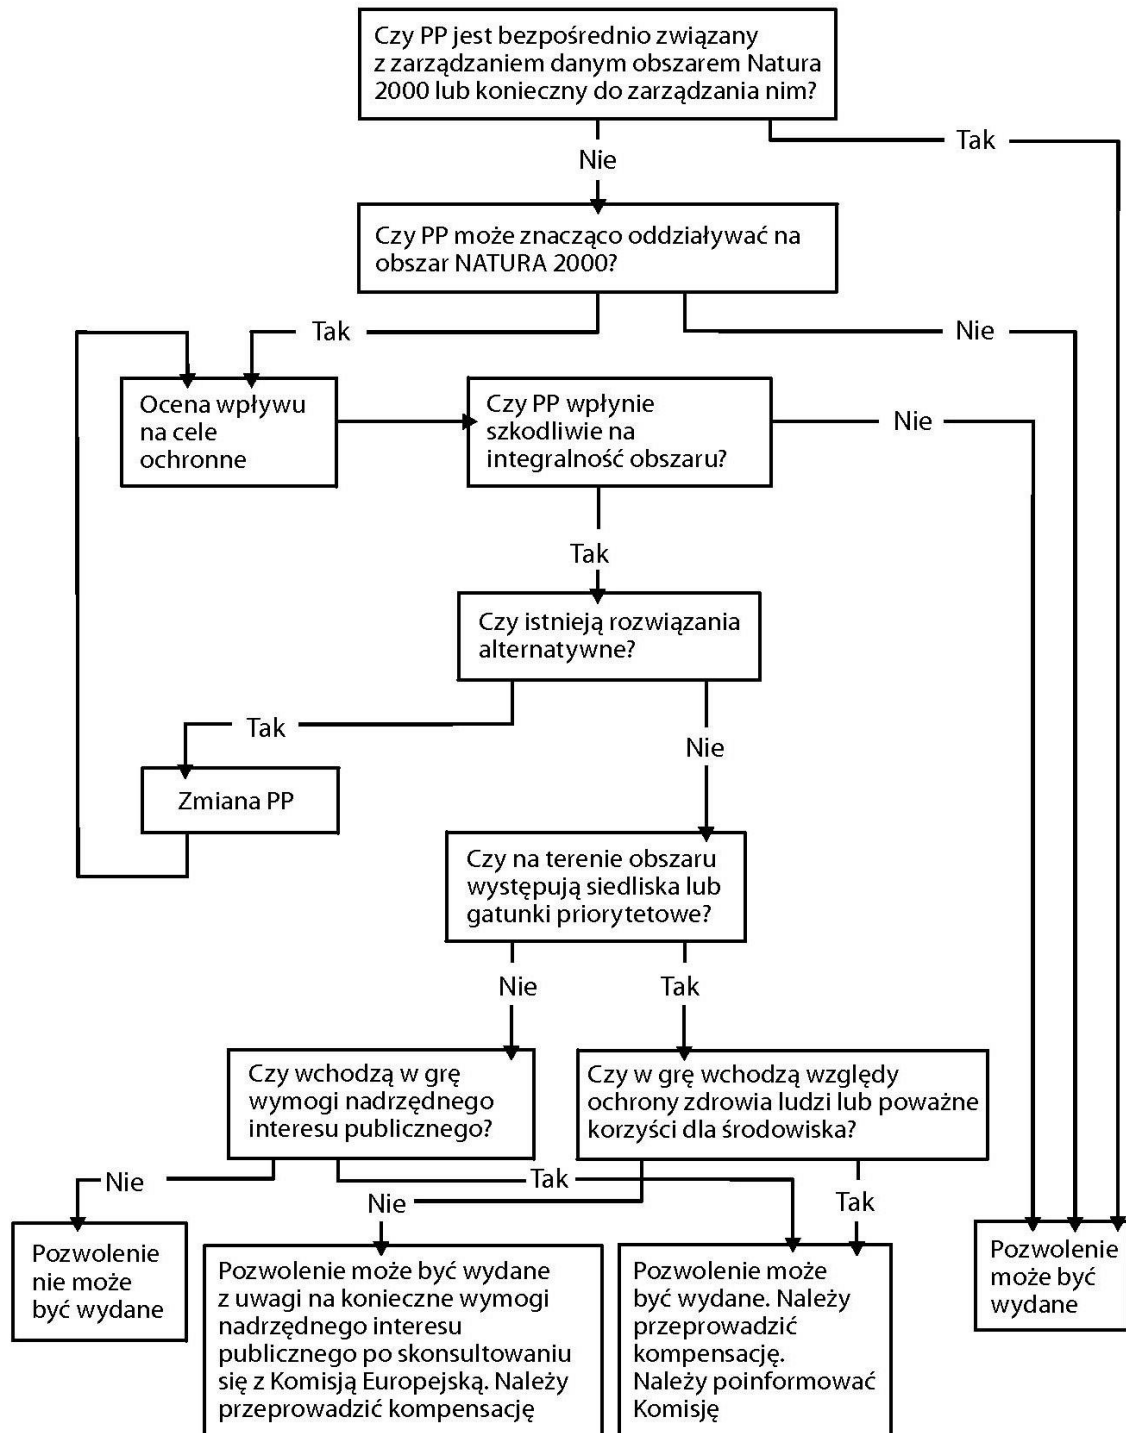 Czy PP jest bezpośrednio związany
z zarządzaniem danym obszarem Natura
2000 lub konieczny do zarządzania nim?
Tak
Nie
Czy PP może znacząco oddziaływać na
obszar NATURA 2000?
Tak
Nie
Ocena wpływu
na cele
ochronne
Czy PP wpłynie
szkodliwie na
integralność obszaru?
Nie
Tak
Czy istnieją rozwiązania
alternatywne?
Tak
Nie
Zmiana PP
Czy na terenie obszaru
występują siedliska lub
gatunki priorytetowe?
Nie
Tak
Czy wchodzą w grę
wymogi nadrzędnego
interesu publicznego?
Czy w grę wchodzą względy
ochrony zdrowia ludzi lub poważne
korzyści dla środowiska?
Nie
Tak
Nie
Tak
Pozwolenie
nie może
być wydane
Pozwolenie może być wydane
z uwagi na konieczne wymogi
nadrzędnego interesu
publicznego po skonsultowaniu
się z Komisją Europejską. Należy
przeprowadzić kompensację
Pozwolenie może
być wydane. Należy
przeprowadzić
kompensację.
Należy poinformować
Komisję
Pozwolenie
może być
wydane